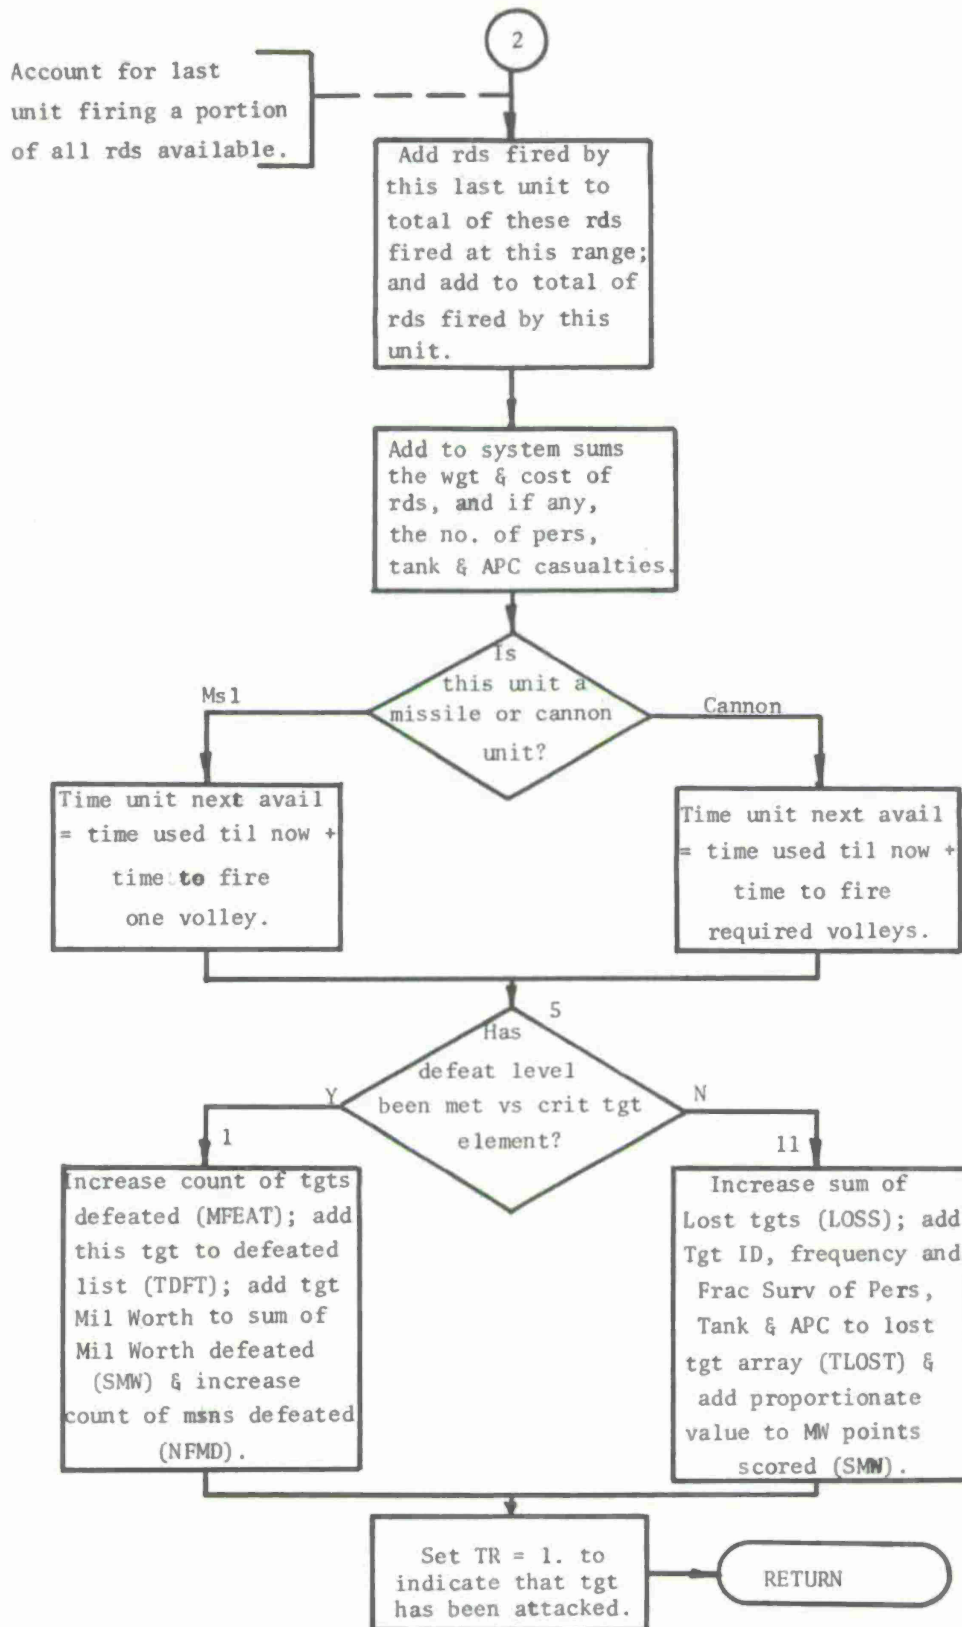 2
Account for last
unit firing a portion
of all rds available.
Add rds fired by
this last unit to
total of these rds
fired at this range;
and add to total of
rds fired by this
unit.
Add to system sums
the wgt & cost of
rds, and if any,
the no. of pers,
tank & APC casualties.
Is
this unit a
missile or cannon
unit?
Msl
Cannon
Time unit next avail
= time used til now +
time to fire
one volley.
Time unit next avail
= time used til now +
time to fire
required volleys.
5
Has
defeat level
been met vs crit tgt
element?
Y
N
1
11
Increase count of tgts
defeated (MFEAT); add
this tgt to defeated
list (TDFT); add tgt
Mil Worth to sum of
Mil Worth defeated
(SMW) & increase
count of msns defeated
(NFMD).
Increase sum of
Lost tgts (LOSS); add
Tgt ID, frequency and
Frac Surv of Pers,
Tank & APC to lost
tgt array (TLOST) &
add proportionate
value to MW points
scored (SMW).
Set TR = 1. to
indicate that tgt
has been attacked.
RETURN